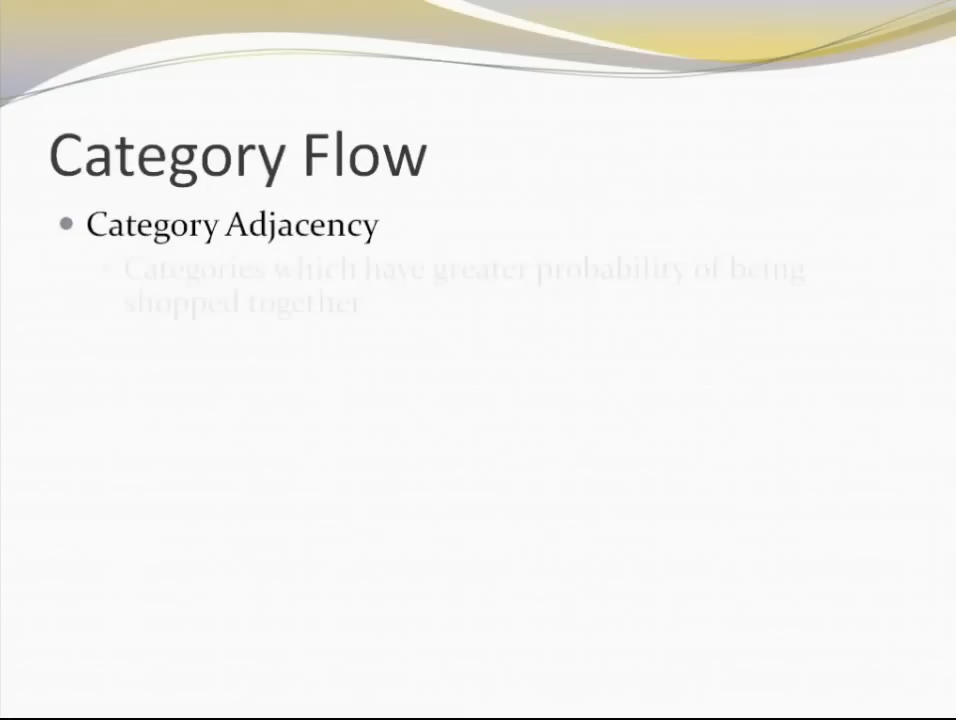 Category Flow
Category Adjacency
Categories which have greater probability of being
shopped together